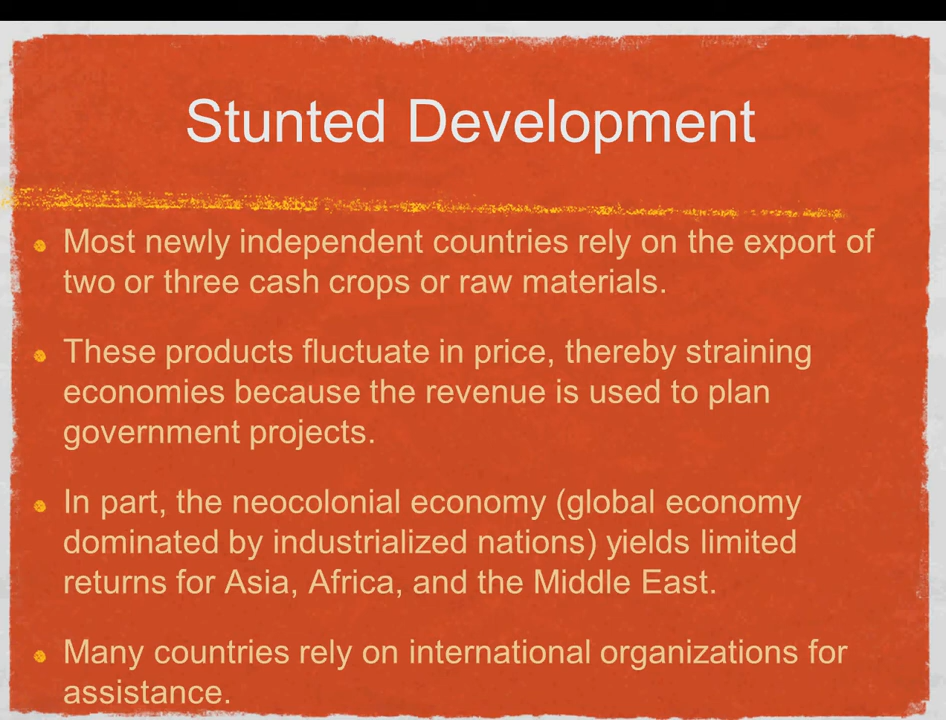 Stunted Development
Most newly independent countries rely on the export of
two or three cash crops or raw materials.
These products fluctuate in price, thereby straining
economies because the revenue is used to plan
government projects.
In part, the neocolonial economy (global economy
dominated by industrialized nations) yields limited
returns for Asia, Africa, and the Middle East.
Many countries rely on international organizations for
assistance.